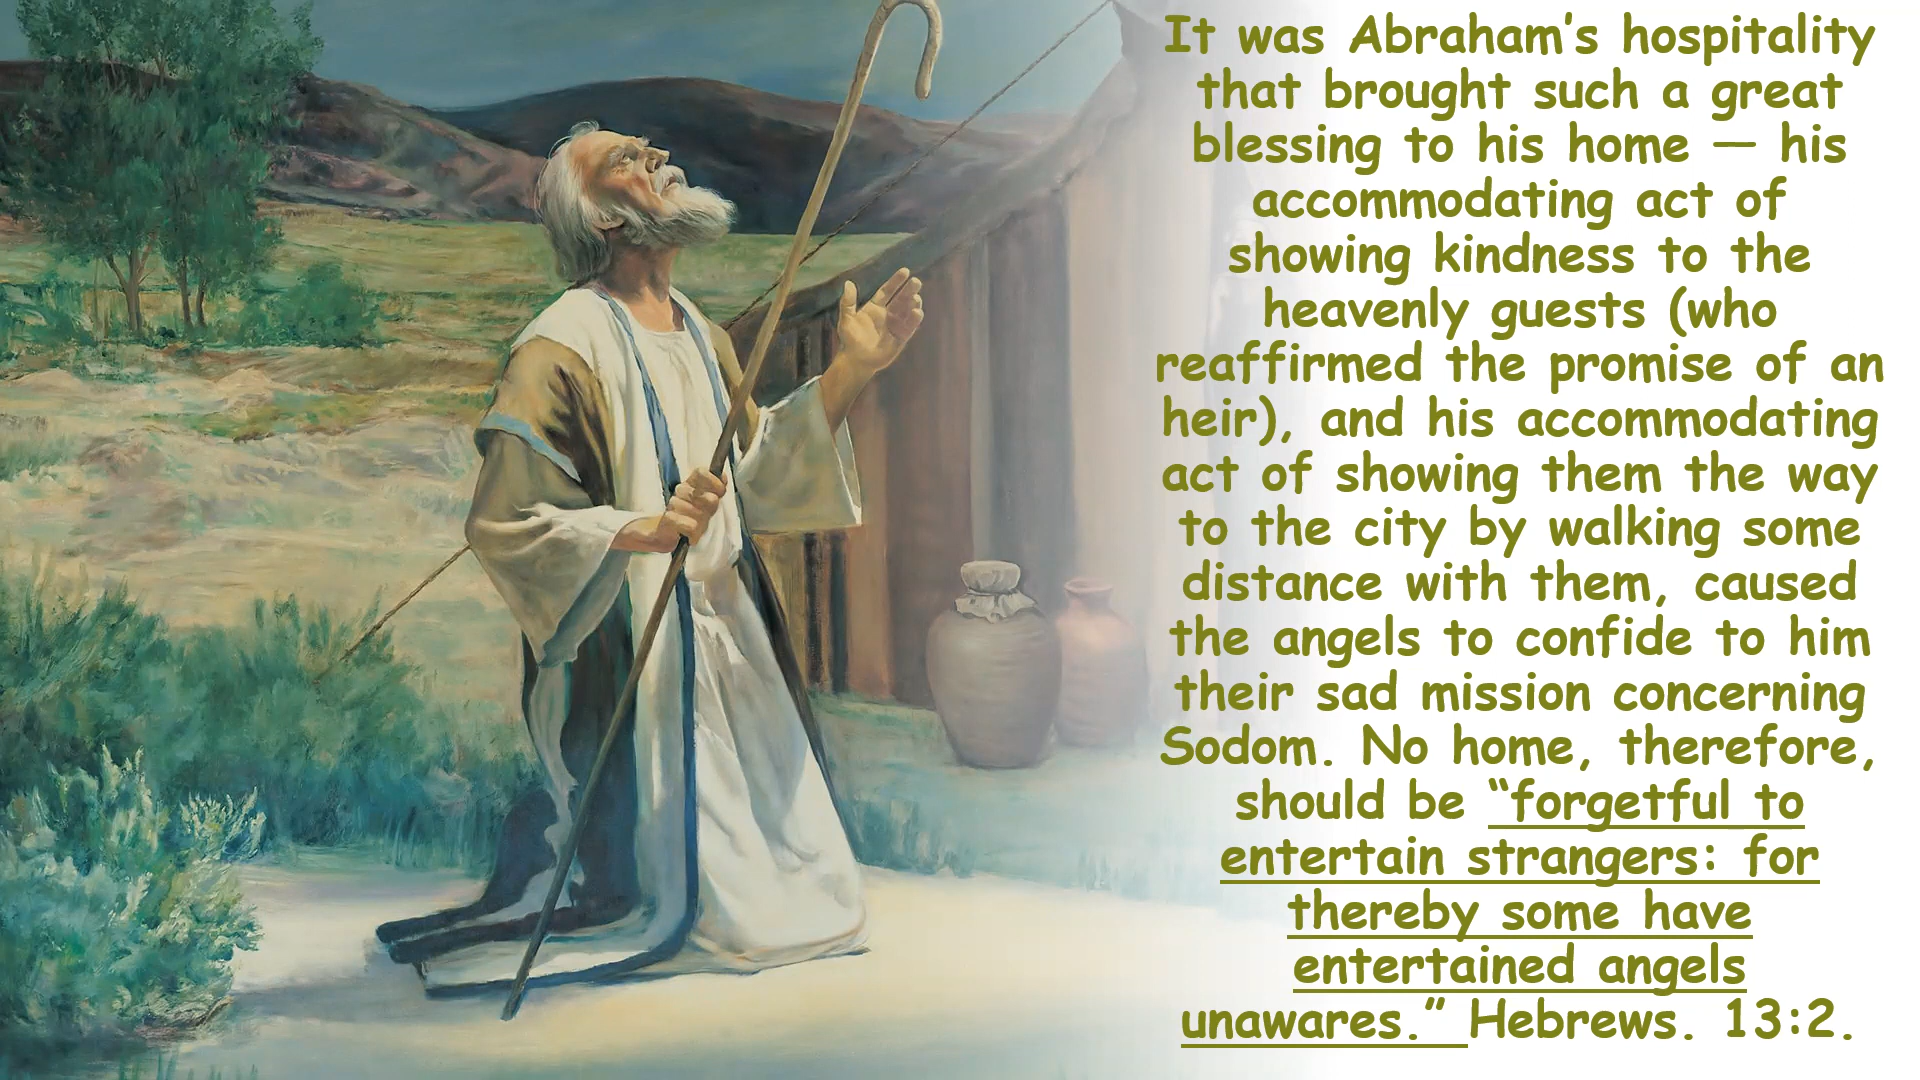 It was Abraham’s hospitality
that brought such a great
blessing to his home — his
accommodating act of
showing kindness to the
heavenly guests (who
reaffirmed the promise of an
heir), and his accommodating
act of showing them the way
to the city by walking some
distance with them, caused
the angels to confide to him
their sad mission concerning
Sodom. No home, therefore,
should be “forgetful to
entertain strangers: for
thereby some have
entertained angels
unawares.” Hebrews. 13:2.